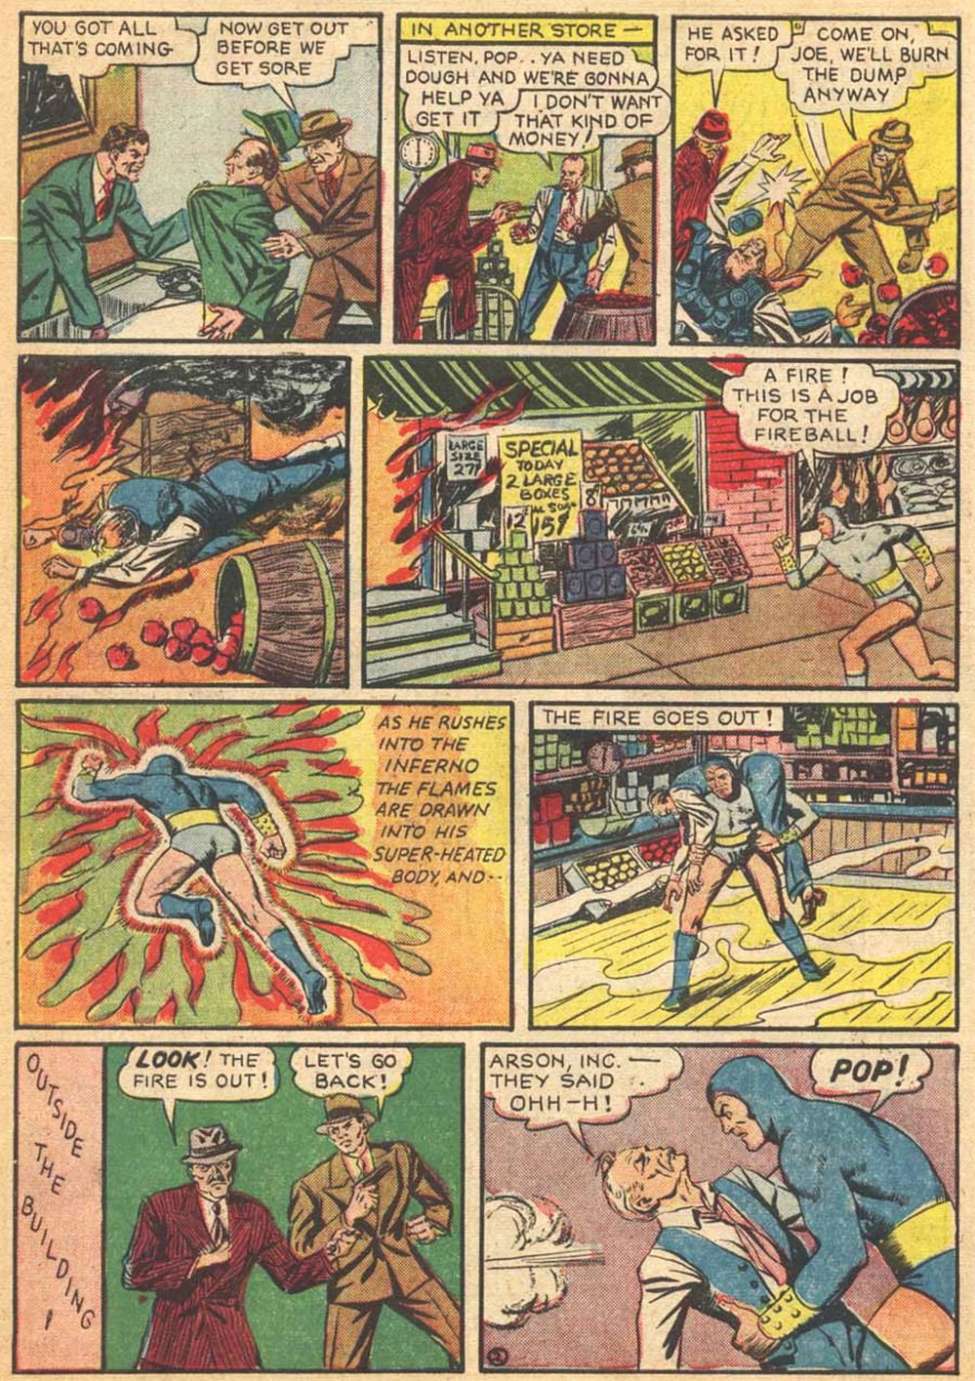 YOU GOT ALL
THAT'S COMING
NOW GET OUT
BEFORE WE
GET SORE
IN ANOTHER STORE —
LISTEN, POP.. YA NEED
DOUGH AND WE'RE GONNA
HELP YA
GET IT
I DON'T WANT
THAT KIND OF
MONEY!
HE ASKED
FOR IT!
COME ON,
JOE, WE'LL BURN
THE DUMP
ANYWAY
A FIRE!
THIS IS A JOB
FOR THE
FIREBALL!
LARGE
SIZE
27¢
SPECIAL
TODAY
2 LARGE
BOXES
15¢
12
8
AS HE RUSHES
INTO THE
INFERNO
THE FLAMES
ARE DRAWN
INTO HIS
SUPER-HEATED
BODY, AND--
THE FIRE GOES OUT!
OUTSIDE
THE
BUILDING
!
LOOK! THE
FIRE IS OUT!
LET'S GO
BACK!
ARSON, INC. —
THEY SAID . .
OHH-H!
POP!
2